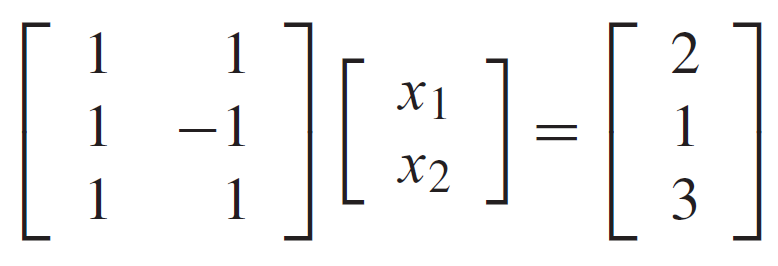 [ 1 1 ; 1 −1 ; 1 1 ] [ x₁ ; x₂ ] = [ 2 ; 1 ; 3 ]